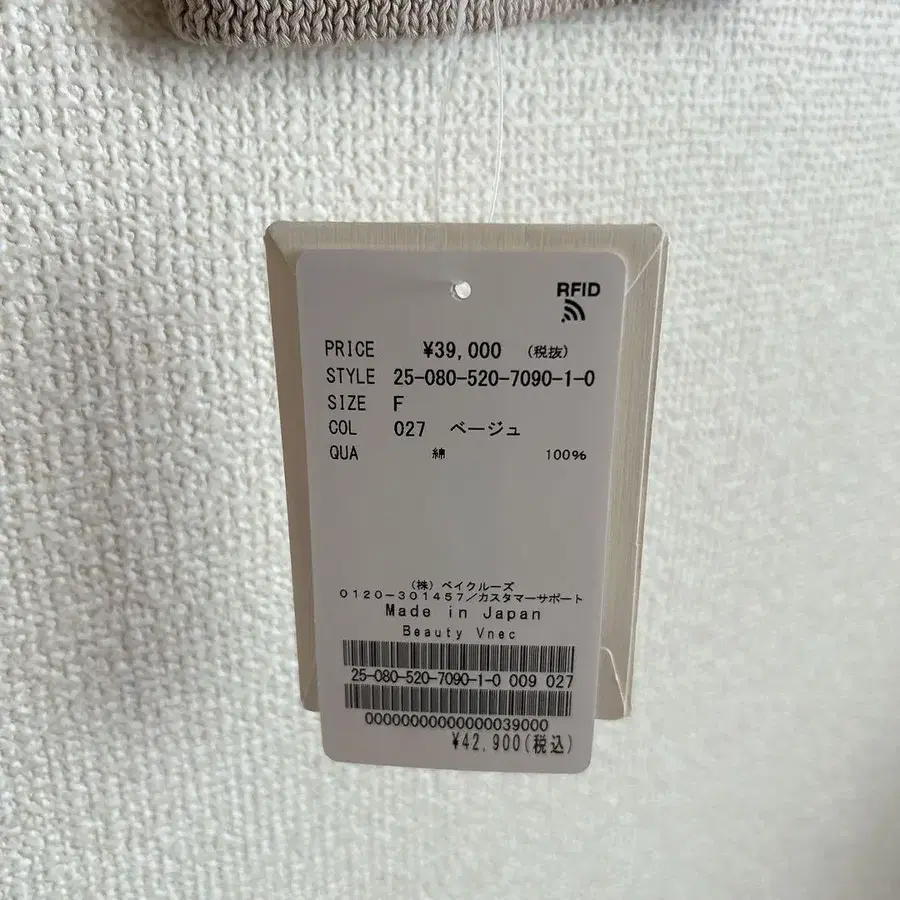 RFID
PRICE ¥39,000 (税抜)
STYLE 25-080-520-7090-1-0
SIZE F
COL 027 ベージュ
QUA 綿 100%
(株) ベイクルーズ
0120-301457/カスタマーサポート
Made in Japan
Beauty Vnec
25-080-520-7090-1-0 009 027
00000000000000039000
¥42,900(税込)